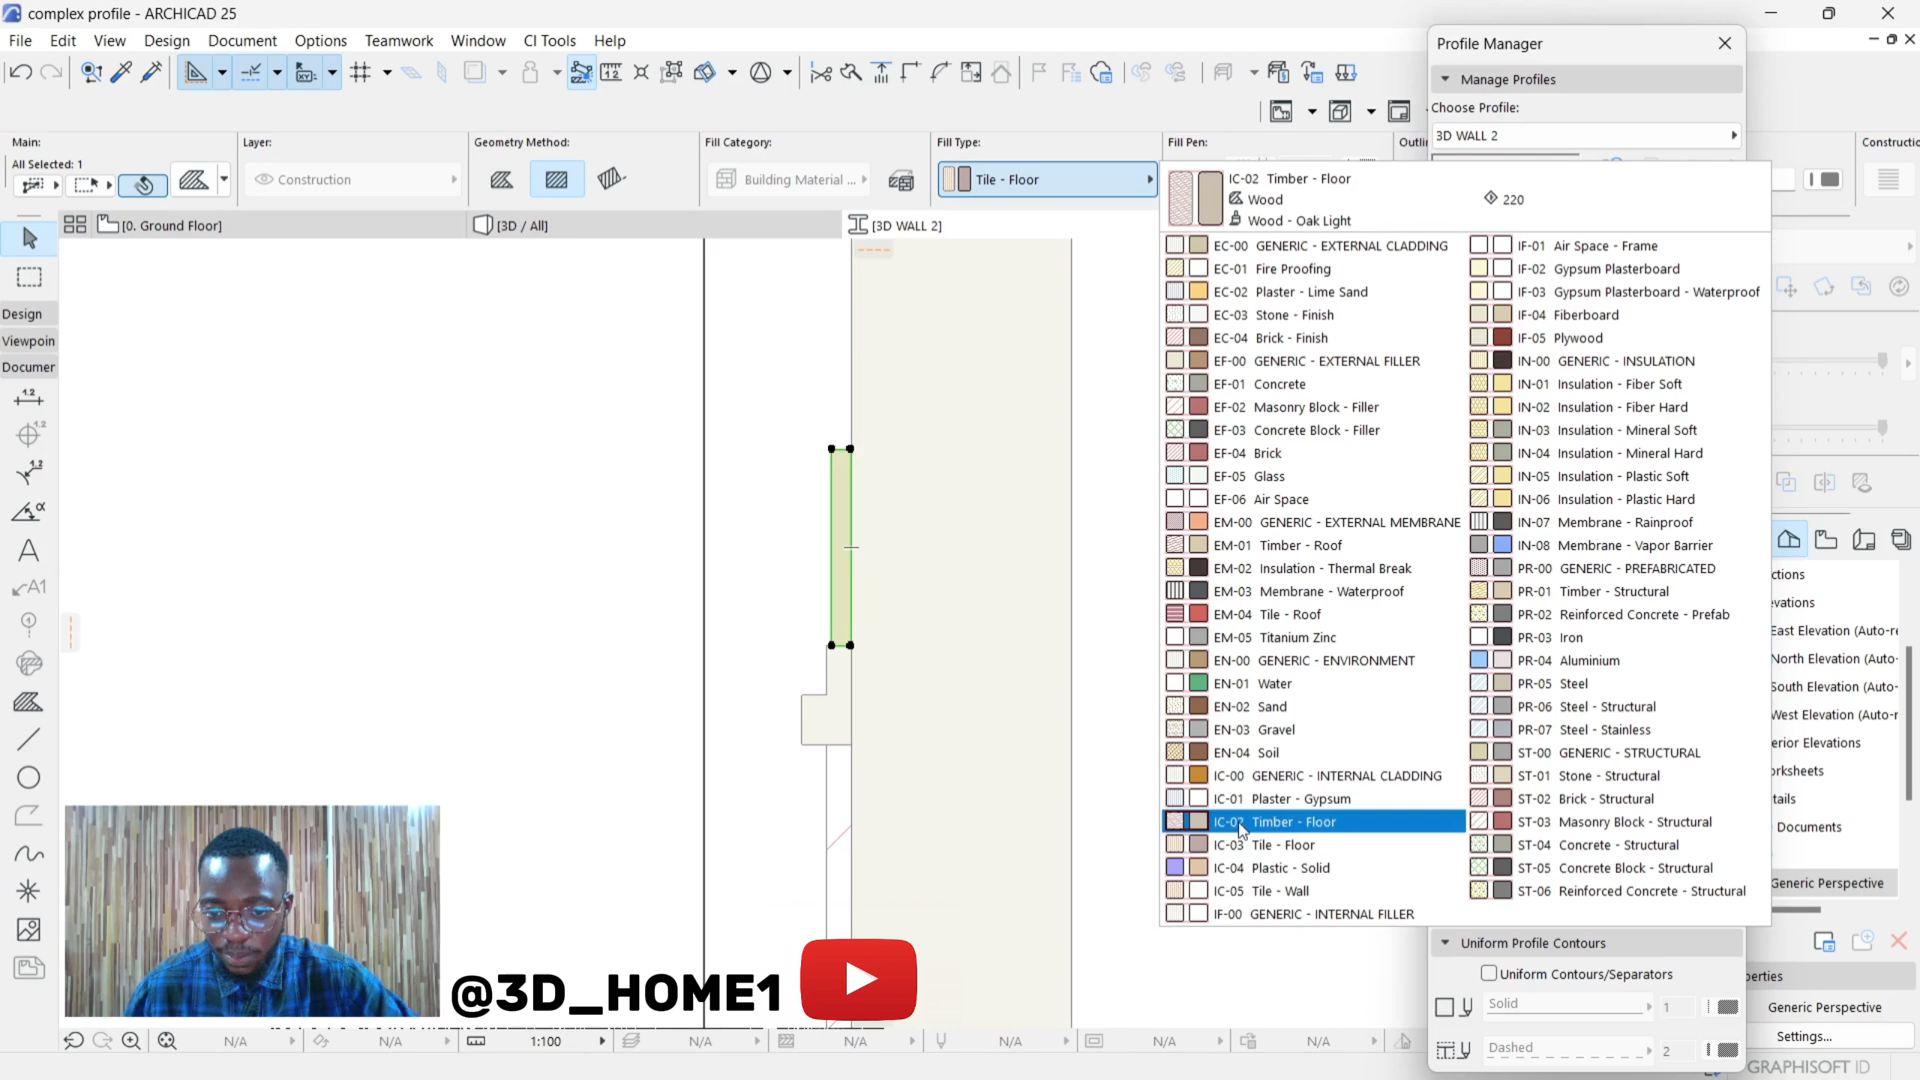 complex profile - ARCHICAD 25
File Edit View Design Document Options Teamwork Window CI Tools Help
Profile Manager
Manage Profiles
Choose Profile:
3D WALL 2
Main:
All Selected: 1
Layer:
Construction
Geometry Method:
Fill Category:
Building Material ...
Fill Type:
Tile - Floor
Fill Pen:
Outli
Constructic
[0. Ground Floor]
[3D / All]
[3D WALL 2]
IC-02 Timber - Floor
Wood
220
Wood - Oak Light
EC-00 GENERIC - EXTERNAL CLADDING
EC-01 Fire Proofing
EC-02 Plaster - Lime Sand
EC-03 Stone - Finish
EC-04 Brick - Finish
EF-00 GENERIC - EXTERNAL FILLER
EF-01 Concrete
EF-02 Masonry Block - Filler
EF-03 Concrete Block - Filler
EF-04 Brick
EF-05 Glass
EF-06 Air Space
EM-00 GENERIC - EXTERNAL MEMBRANE
EM-01 Timber - Roof
EM-02 Insulation - Thermal Break
EM-03 Membrane - Waterproof
EM-04 Tile - Roof
EM-05 Titanium Zinc
EN-00 GENERIC - ENVIRONMENT
EN-01 Water
EN-02 Sand
EN-03 Gravel
EN-04 Soil
IC-00 GENERIC - INTERNAL CLADDING
IC-01 Plaster - Gypsum
IC-02 Timber - Floor
IC-03 Tile - Floor
IC-04 Plastic - Solid
IC-05 Tile - Wall
IF-00 GENERIC - INTERNAL FILLER
IF-01 Air Space - Frame
IF-02 Gypsum Plasterboard
IF-03 Gypsum Plasterboard - Waterproof
IF-04 Fiberboard
IF-05 Plywood
IN-00 GENERIC - INSULATION
IN-01 Insulation - Fiber Soft
IN-02 Insulation - Fiber Hard
IN-03 Insulation - Mineral Soft
IN-04 Insulation - Mineral Hard
IN-05 Insulation - Plastic Soft
IN-06 Insulation - Plastic Hard
IN-07 Membrane - Rainproof
IN-08 Membrane - Vapor Barrier
PR-00 GENERIC - PREFABRICATED
PR-01 Timber - Structural
PR-02 Reinforced Concrete - Prefab
PR-03 Iron
PR-04 Aluminium
PR-05 Steel
PR-06 Steel - Structural
PR-07 Steel - Stainless
ST-00 GENERIC - STRUCTURAL
ST-01 Stone - Structural
ST-02 Brick - Structural
ST-03 Masonry Block - Structural
ST-04 Concrete - Structural
ST-05 Concrete Block - Structural
ST-06 Reinforced Concrete - Structural
Design
Viewpoin
Documer
1.2
1.2
1.2
α
A
A1
ctions
evations
East Elevation (Auto-re
North Elevation (Auto-
South Elevation (Auto-
West Elevation (Auto-r
erior Elevations
orksheets
tails
Documents
Generic Perspective
Uniform Profile Contours
Uniform Contours/Separators
Solid
1
Dashed
2
perties
Generic Perspective
Settings...
@3D_HOME1
N/A N/A 1:100 N/A N/A N/A N/A N/A
GRAPHISOFT ID